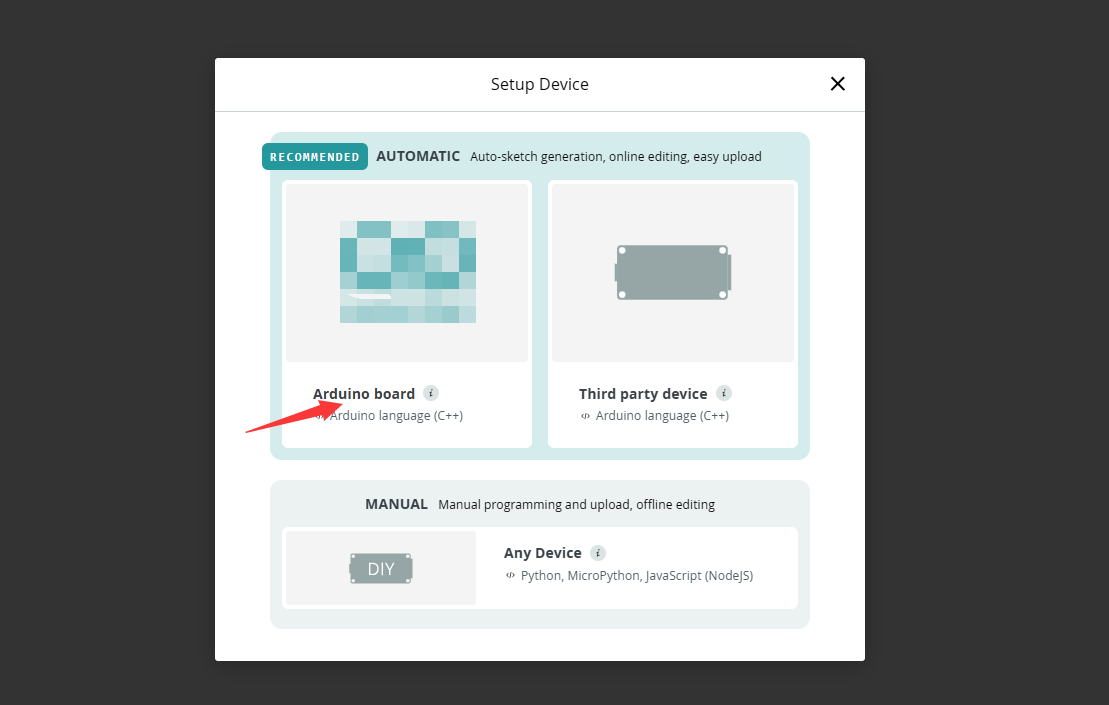 Setup Device
RECOMMENDED AUTOMATIC Auto-sketch generation, online editing, easy upload
Arduino board i
Arduino language (C++)
Third party device i
Arduino language (C++)
MANUAL Manual programming and upload, offline editing
DIY
Any Device i
Python, MicroPython, JavaScript (NodeJS)